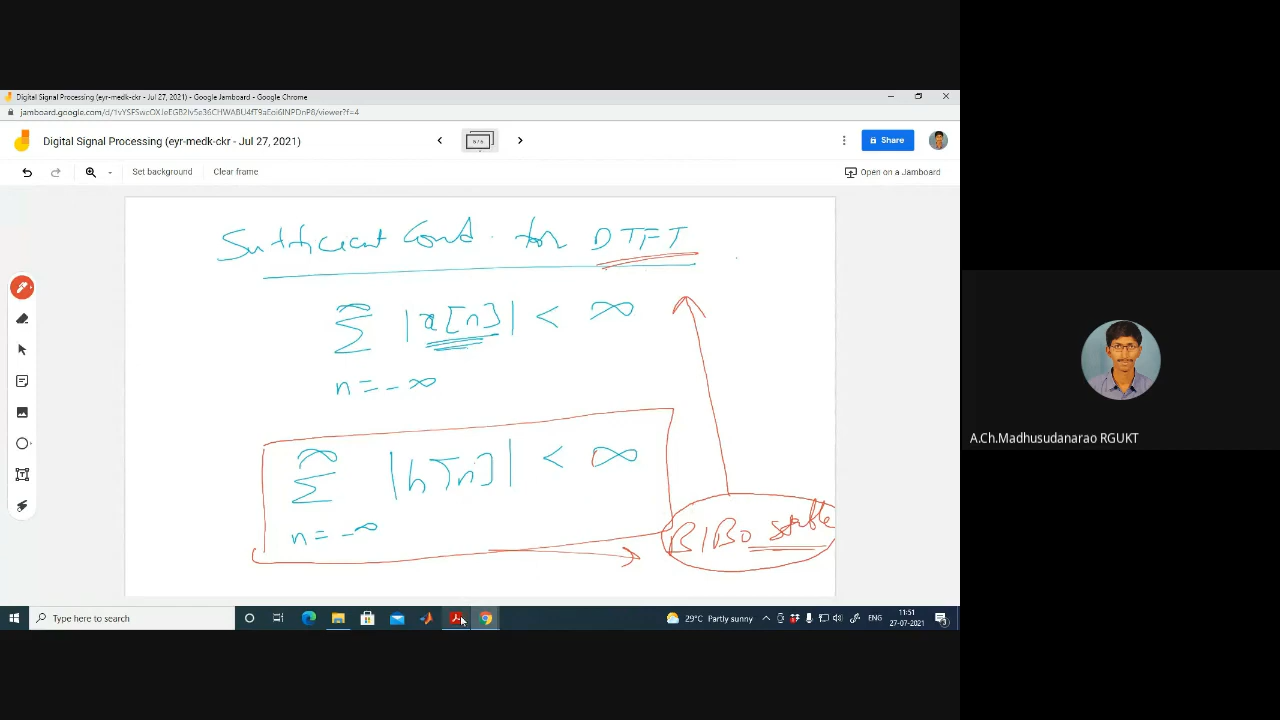 Digital Signal Processing (eyr-medk-ckr - Jul 27, 2021) - Google Jamboard - Google Chrome
Digital Signal Processing (eyr-medk-ckr - Jul 27, 2021)
Share
Set background
Clear frame
Open on a Jamboard
Sufficient Cond. for DTFT
∞
Σ |x[n]| < ∞
n = -∞
∞
Σ |h[n]| < ∞
n = -∞
BIBO stable
A.Ch.Madhusudanarao RGUKT
Type here to search
29°C Partly sunny
ENG
11:51
27-07-2021
3